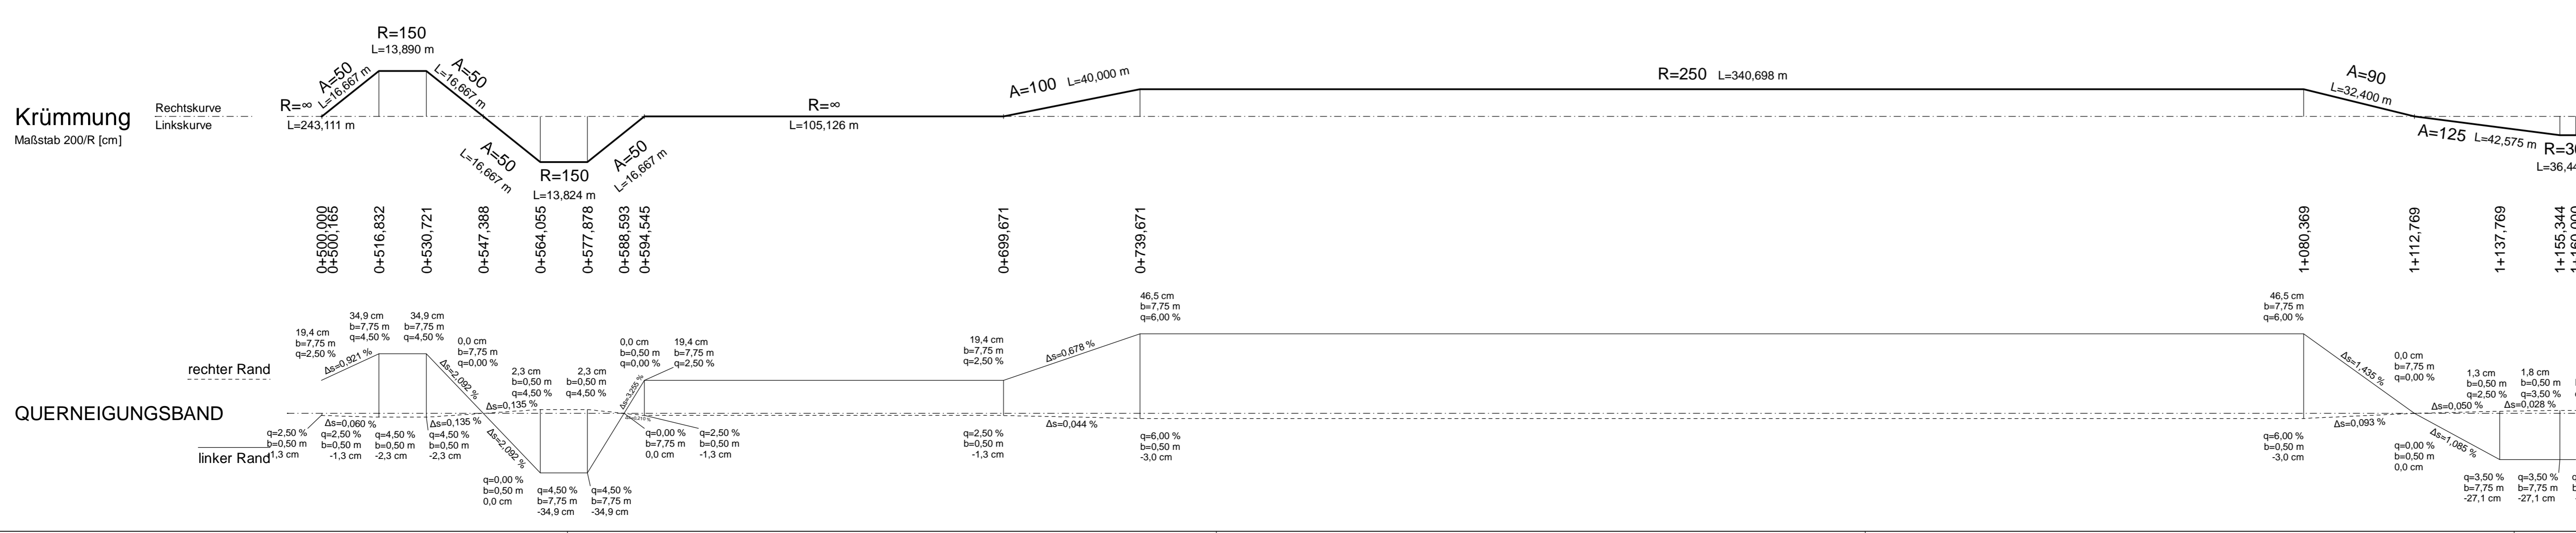 Krümmung
Maßstab 200/R [cm]
Rechtskurve
Linkskurve
R=∞
L=243,111 m
A=50
L=16,667 m
R=150
L=13,890 m
A=50
L=16,667 m
A=50
L=16,667 m
R=150
L=13,824 m
A=50
L=16,667 m
R=∞
L=105,126 m
A=100 L=40,000 m
R=250 L=340,698 m
A=90
L=32,400 m
A=125 L=42,575 m
0+500,000
0+500,165
0+516,832
0+530,721
0+547,388
0+564,055
0+577,878
0+588,593
0+594,545
0+699,671
0+739,671
1+080,369
1+112,769
1+137,769
1+155,344
QUERNEIGUNGSBAND
rechter Rand
linker Rand
19,4 cm
b=7,75 m
q=2,50 %
Δs=0,921 %
34,9 cm
b=7,75 m
q=4,50 %
34,9 cm
b=7,75 m
q=4,50 %
Δs=2,092 %
0,0 cm
b=7,75 m
q=0,00 %
Δs=0,135 %
2,3 cm
b=0,50 m
q=4,50 %
2,3 cm
b=0,50 m
q=4,50 %
0,0 cm
b=0,50 m
q=0,00 %
Δs=3,255 %
19,4 cm
b=7,75 m
q=2,50 %
19,4 cm
b=7,75 m
q=2,50 %
Δs=0,678 %
46,5 cm
b=7,75 m
q=6,00 %
46,5 cm
b=7,75 m
q=6,00 %
Δs=1,435 %
0,0 cm
b=7,75 m
q=0,00 %
Δs=0,050 %
1,3 cm
b=0,50 m
q=2,50 %
1,8 cm
b=0,50 m
q=3,50 %
Δs=0,028 %
q=2,50 %
b=0,50 m
-1,3 cm
Δs=0,060 %
q=2,50 %
b=0,50 m
-1,3 cm
q=4,50 %
b=0,50 m
-2,3 cm
Δs=0,135 %
q=4,50 %
b=0,50 m
-2,3 cm
Δs=2,092 %
q=0,00 %
b=0,50 m
0,0 cm
q=4,50 %
b=7,75 m
-34,9 cm
q=4,50 %
b=7,75 m
-34,9 cm
q=0,00 %
b=7,75 m
0,0 cm
q=2,50 %
b=0,50 m
-1,3 cm
q=2,50 %
b=0,50 m
-1,3 cm
Δs=0,044 %
q=6,00 %
b=0,50 m
-3,0 cm
q=6,00 %
b=0,50 m
-3,0 cm
Δs=0,093 %
q=0,00 %
b=0,50 m
0,0 cm
Δs=1,085 %
q=3,50 %
b=7,75 m
-27,1 cm
q=3,50 %
b=7,75 m
-27,1 cm